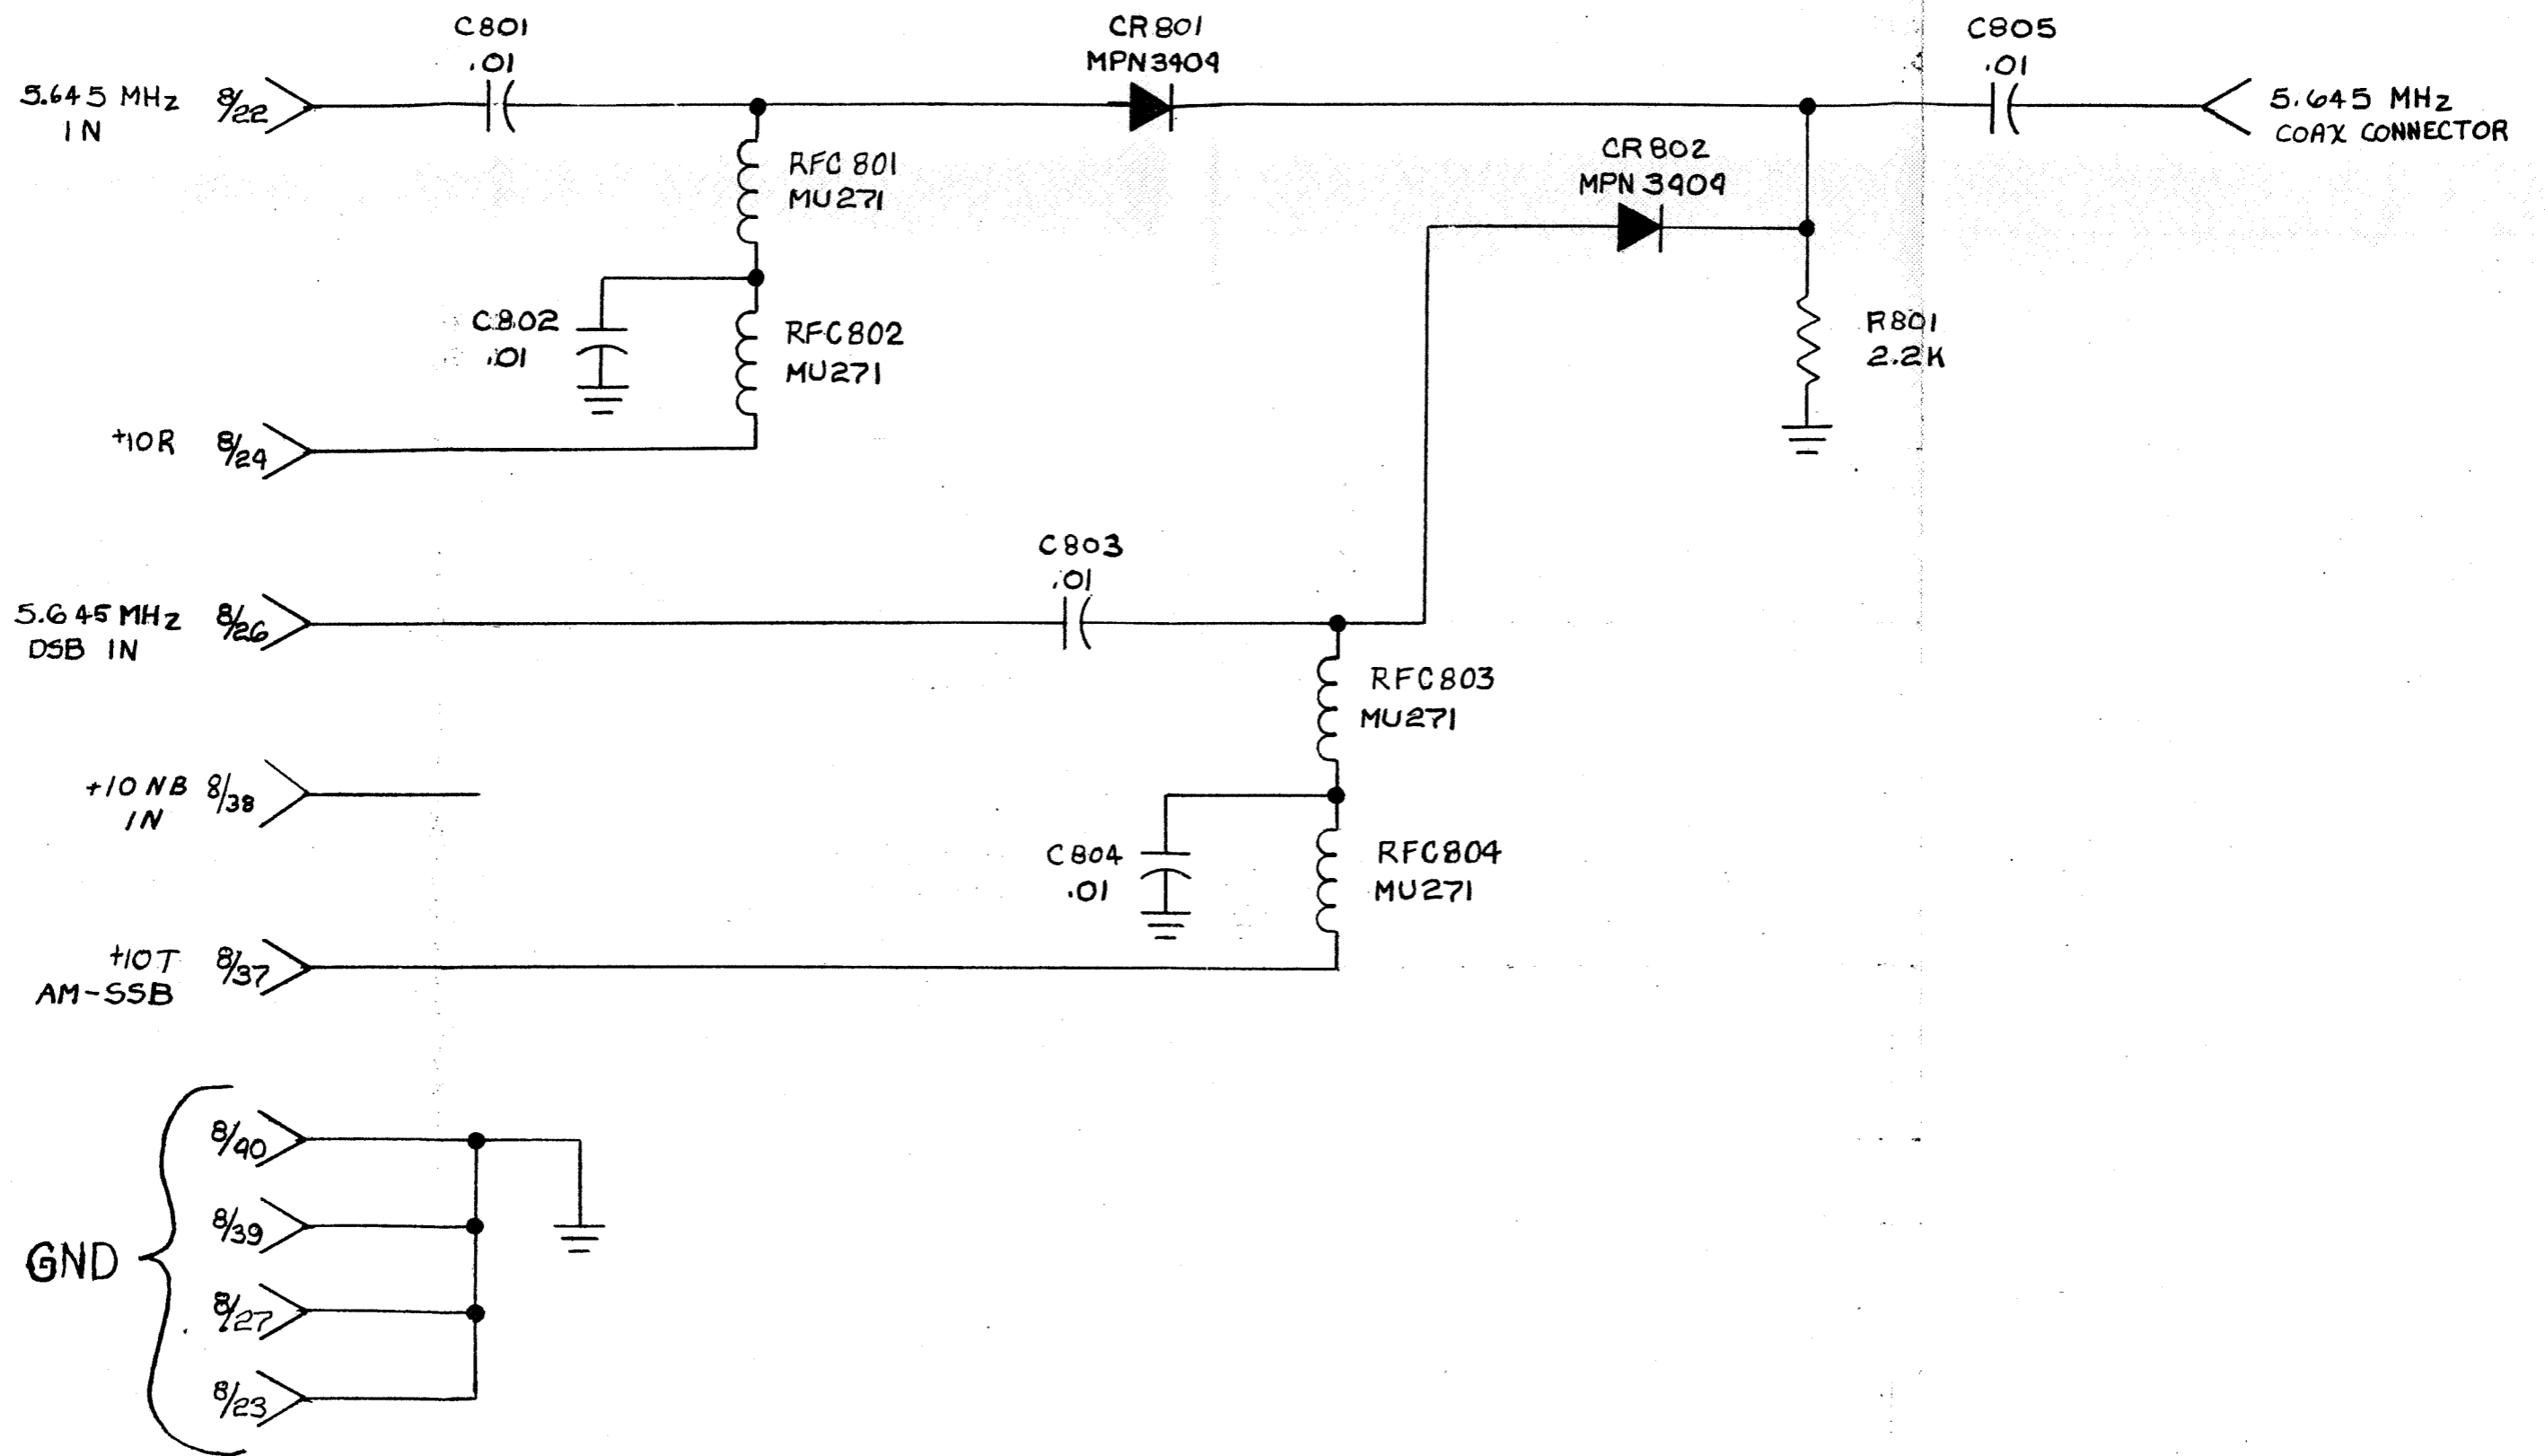 C801
.01
CR801
MPN3404
C805
.01
5.645 MHz
IN
8/22
5.645 MHz
COAX CONNECTOR
CR802
MPN 3404
RFC 801
MU271
C802
.01
RFC802
MU271
R801
2.2K
+10R
8/24
C803
.01
5.645 MHz
DSB IN
8/26
RFC803
MU271
+10 NB
IN
8/38
C804
.01
RFC804
MU271
+10T
AM-SSB
8/37
GND
8/40
8/39
8/27
8/23